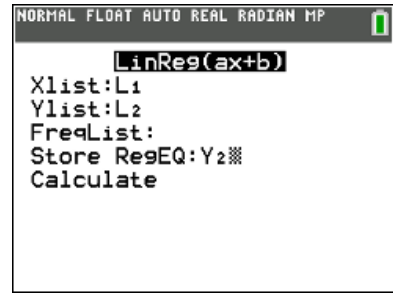 NORMAL FLOAT AUTO REAL RADIAN MP
LinReg(ax+b)
Xlist:L₁
Ylist:L₂
FreqList:
Store RegEQ:Y₂
Calculate